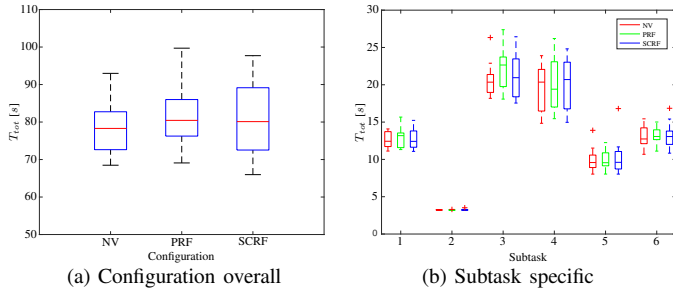 100
90
80
70
60
50
T_tot [s]
NV
PRF
SCRF
Configuration
(a) Configuration overall
30
25
20
15
10
5
0
T_tot [s]
NV
PRF
SCRF
1
2
3
4
5
6
Subtask
(b) Subtask specific